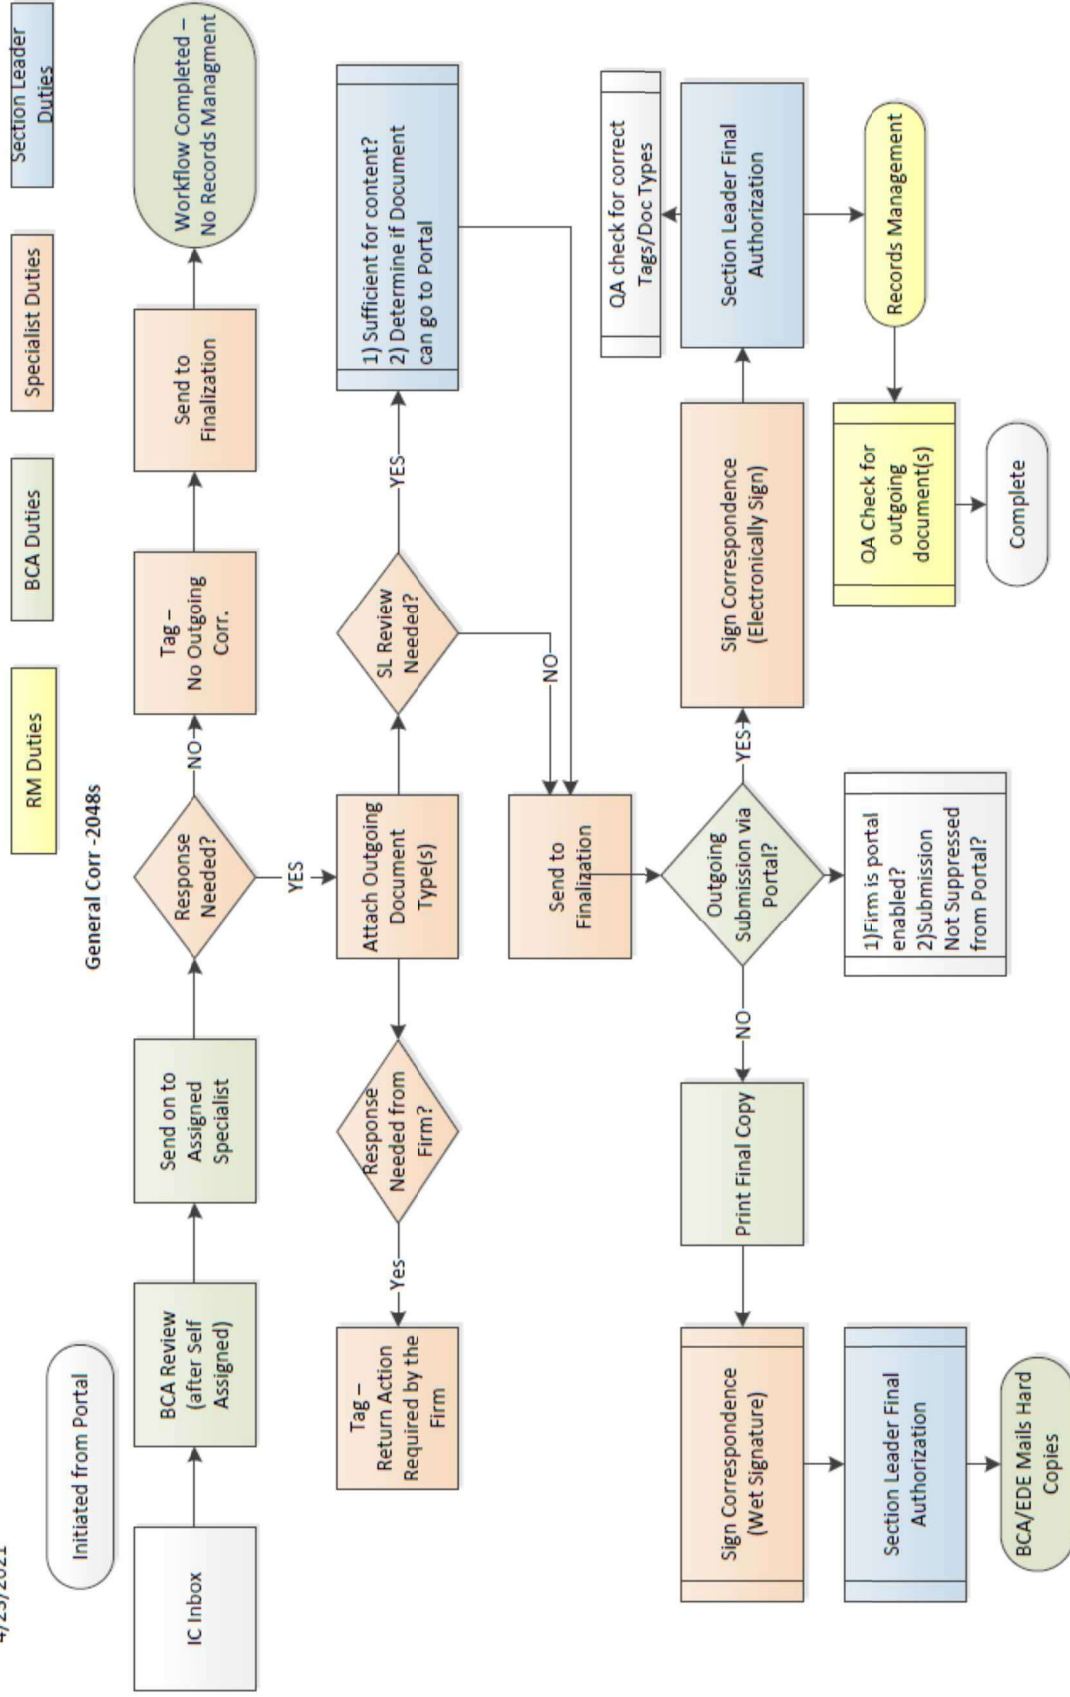 4/23/2021
RM Duties
BCA Duties
Specialist Duties
Section Leader
Duties
General Corr -2048s
Initiated from Portal
IC Inbox
BCA Review
(after Self
Assigned)
Send on to
Assigned
Specialist
Response
Needed?
NO
Tag –
No Outgoing
Corr.
Send to
Finalization
Workflow Completed –
No Records Managment
YES
Tag –
Return Action
Required by the
Firm
Yes
Response
Needed from
Firm?
Attach Outgoing
Document
Type(s)
SL Review
Needed?
YES
1) Sufficient for content?
2) Determine if Document
can go to Portal
NO
Send to
Finalization
QA check for correct
Tags/Doc Types
Sign Correspondence
(Wet Signature)
Print Final Copy
NO
Outgoing
Submission via
Portal?
YES
Sign Correspondence
(Electronically Sign)
Section Leader Final
Authorization
Section Leader Final
Authorization
1)Firm is portal
enabled?
2)Submission
Not Suppressed
from Portal?
QA Check for
outgoing
document(s)
Records Management
BCA/EDE Mails Hard
Copies
Complete